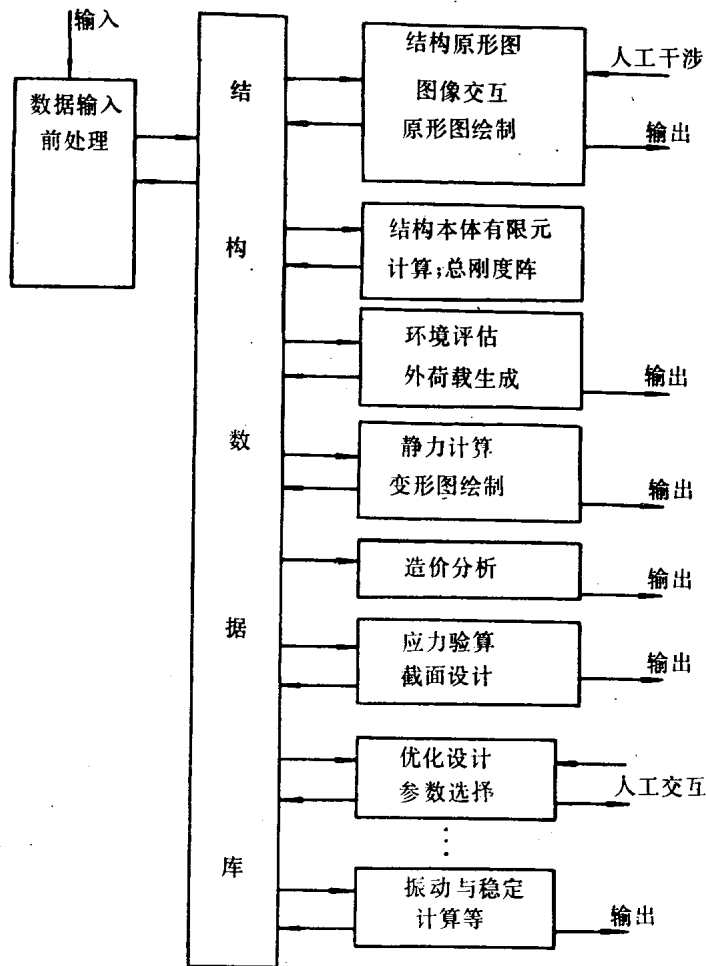 输入
数据输入
前处理
结
构
数
据
库
结构原形图
图像交互
原形图绘制
人工干涉
输出
结构本体有限元
计算;总刚度阵
环境评估
外荷载生成
输出
静力计算
变形图绘制
输出
造价分析
输出
应力验算
截面设计
输出
优化设计
参数选择
人工交互
振动与稳定
计算等
输出